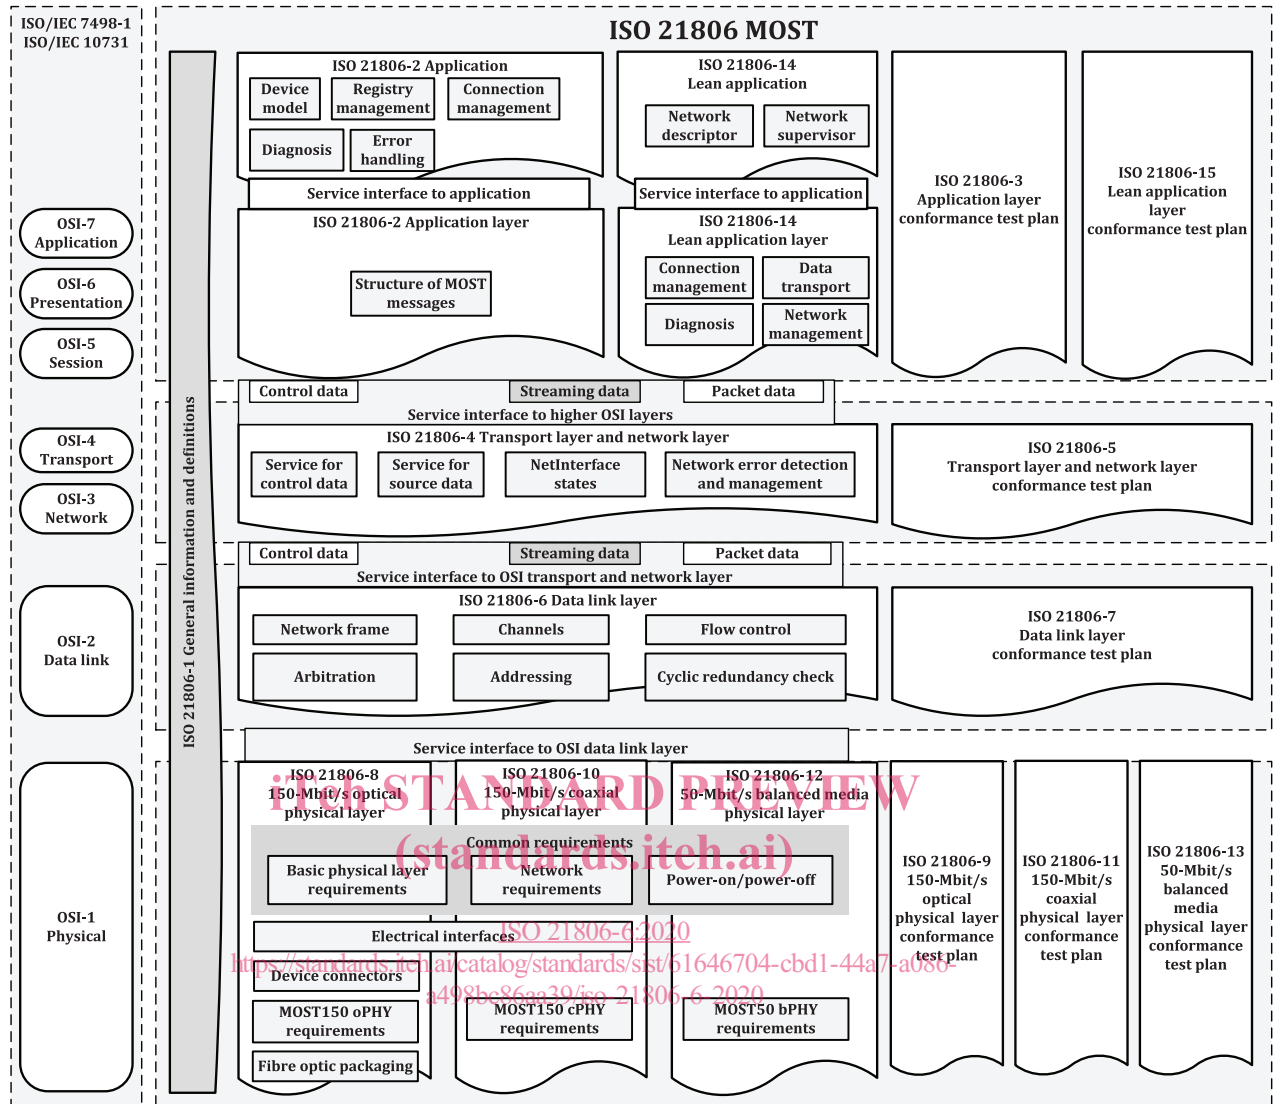 ISO/IEC 7498-1
ISO/IEC 10731
ISO 21806 MOST
OSI-7
Application
OSI-6
Presentation
OSI-5
Session
OSI-4
Transport
OSI-3
Network
OSI-2
Data link
OSI-1
Physical
ISO 21806-1 General information and definitions
ISO 21806-2 Application
Device
model
Registry
management
Connection
management
Diagnosis
Error
handling
Service interface to application
ISO 21806-2 Application layer
Structure of MOST
messages
ISO 21806-14
Lean application
Network
descriptor
Network
supervisor
Service interface to application
ISO 21806-14
Lean application layer
Connection
management
Data
transport
Diagnosis
Network
management
ISO 21806-3
Application layer
conformance test plan
ISO 21806-15
Lean application
layer
conformance test plan
Control data
Streaming data
Packet data
Service interface to higher OSI layers
ISO 21806-4 Transport layer and network layer
Service for
control data
Service for
source data
NetInterface
states
Network error detection
and management
ISO 21806-5
Transport layer and network layer
conformance test plan
Control data
Streaming data
Packet data
Service interface to OSI transport and network layer
ISO 21806-6 Data link layer
Network frame
Channels
Flow control
Arbitration
Addressing
Cyclic redundancy check
ISO 21806-7
Data link layer
conformance test plan
Service interface to OSI data link layer
ISO 21806-8
150-Mbit/s optical
physical layer
ISO 21806-10
150-Mbit/s coaxial
physical layer
ISO 21806-12
50-Mbit/s balanced media
physical layer
iTeh STANDARD PREVIEW
(standards.iteh.ai)
Common requirements
Basic physical layer
requirements
Network
requirements
Power-on/power-off
Electrical interfaces
ISO 21806-6:2020
https://standards.iteh.ai/catalog/standards/sist/61646704-cbd1-44a7-a086-
a498bc86aa39/iso-21806-6-2020
Device connectors
MOST150 oPHY
requirements
Fibre optic packaging
MOST150 cPHY
requirements
MOST50 bPHY
requirements
ISO 21806-9
150-Mbit/s
optical
physical layer
conformance
test plan
ISO 21806-11
150-Mbit/s
coaxial
physical layer
conformance
test plan
ISO 21806-13
50-Mbit/s
balanced
media
physical layer
conformance
test plan